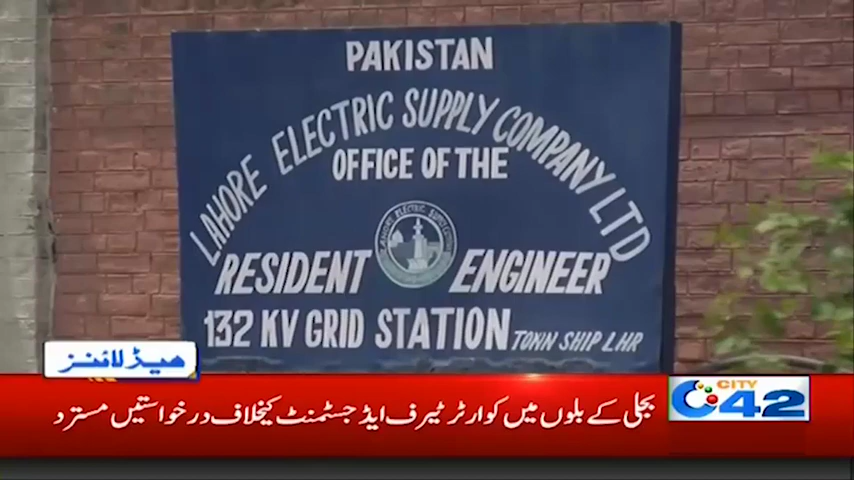 PAKISTAN
LAHORE ELECTRIC SUPPLY COMPANY LTD
OFFICE OF THE
RESIDENT ENGINEER
132 KV GRID STATION TOWN SHIP LHR
ہیڈلائنز
بجلی کے بلوں میں کوارٹر ٹیرف ایڈجسٹمنٹ کیخلاف درخواستیں مسترد
CITY
42